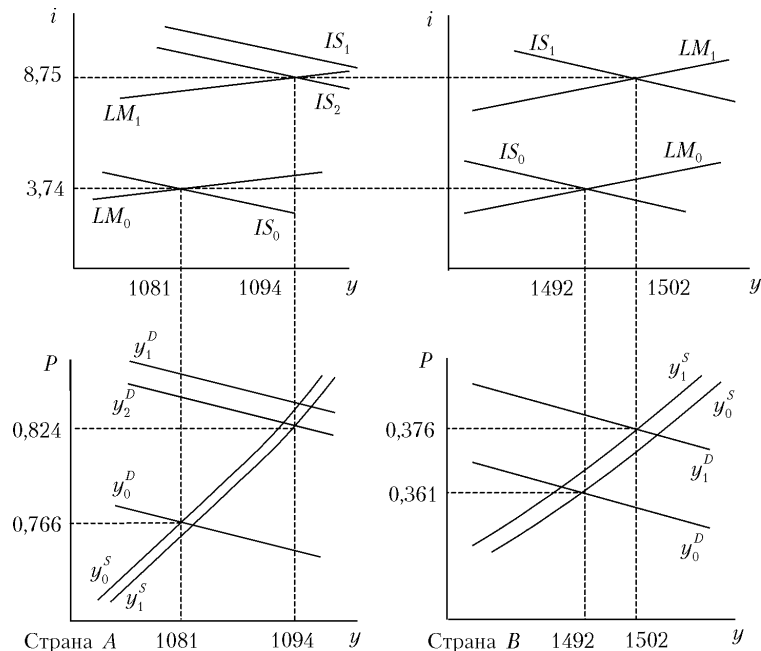 i
IS₁
8,75
IS₂
LM₁
3,74
LM₀
IS₀
1081
1094
y
i
IS₁
LM₁
IS₀
LM₀
1492
1502
y
P
y₁ᴰ
y₂ᴰ
0,824
y₀ᴰ
0,766
y₀ˢ
y₁ˢ
Страна A
1081
1094
y
P
y₁ˢ
y₀ˢ
0,376
y₁ᴰ
0,361
y₀ᴰ
Страна B
1492
1502
y